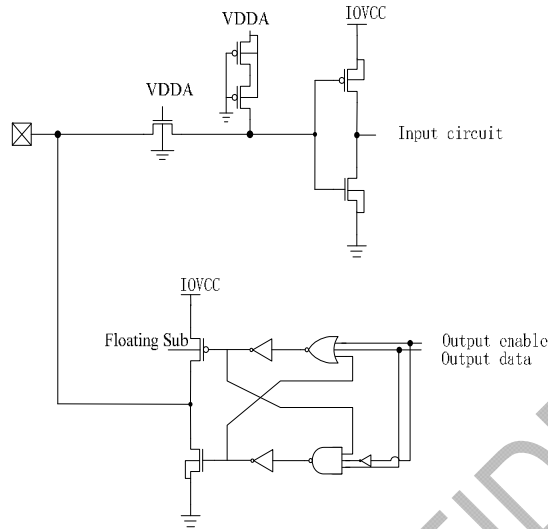 VDDA
IOVCC
VDDA
Input circuit
IOVCC
Floating Sub
Output enable
Output data